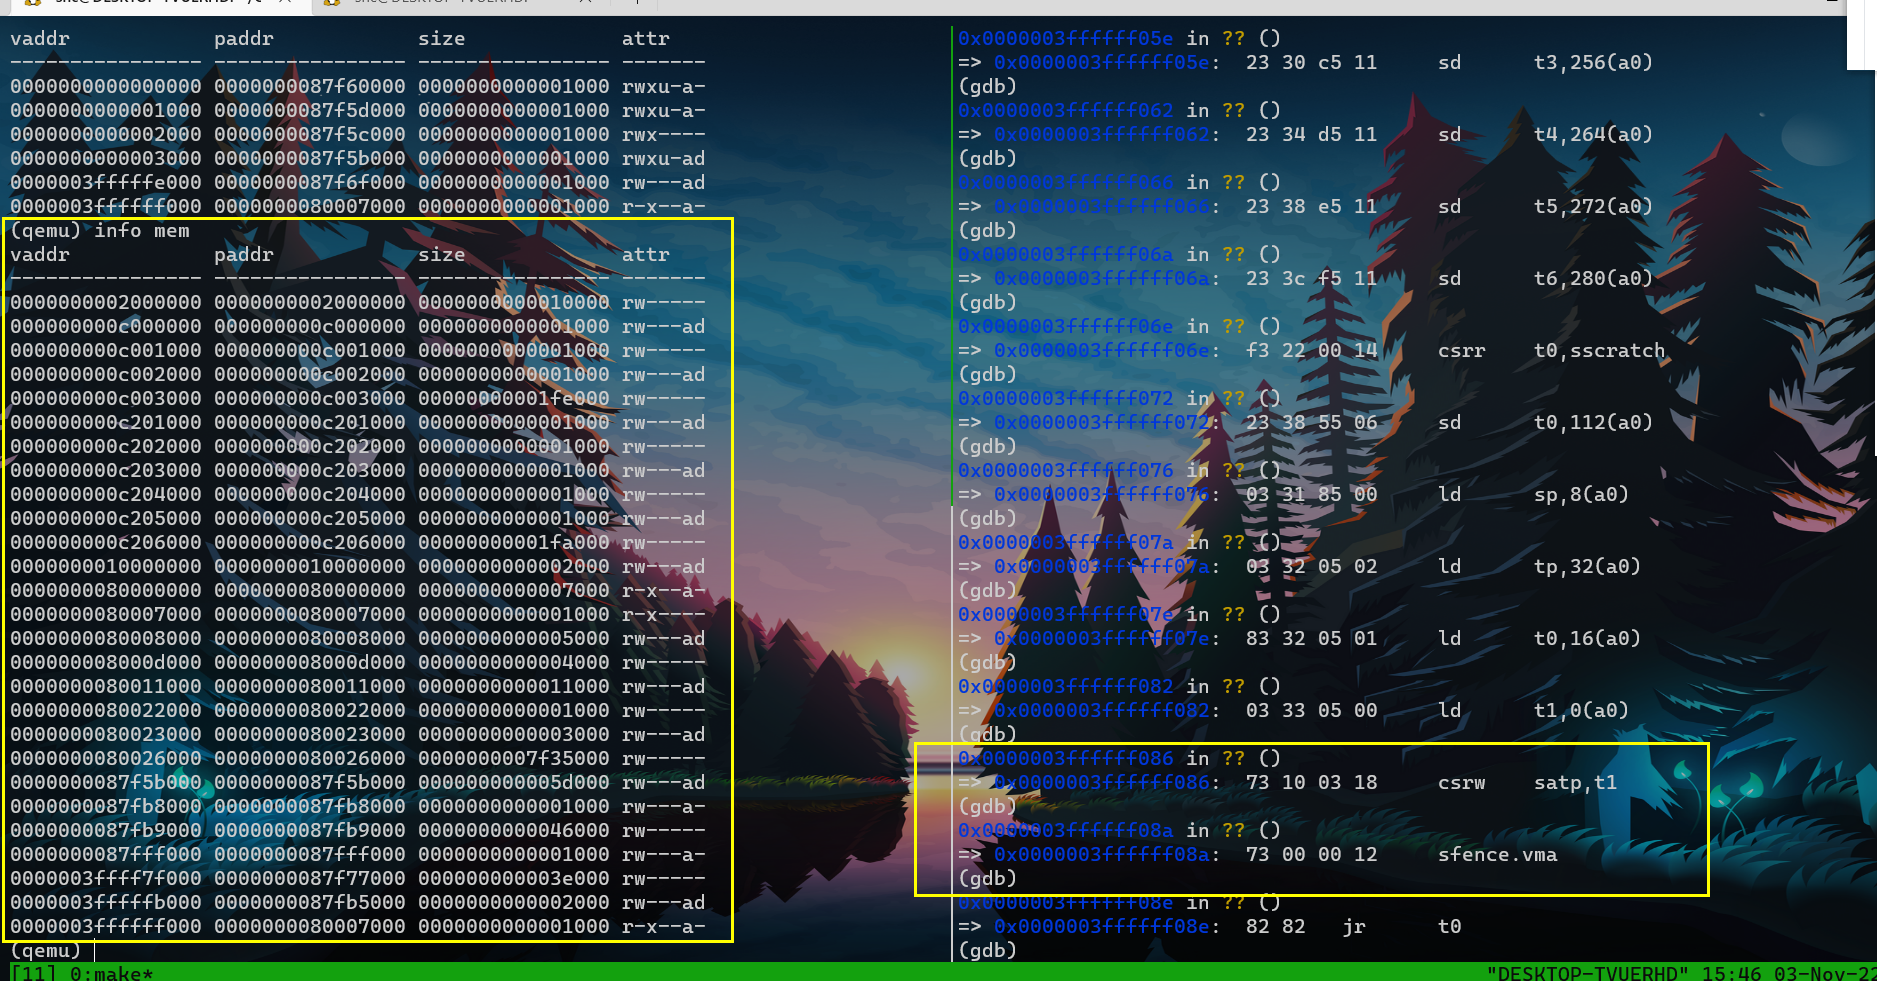 vaddr            paddr            size             attr
---------------- ---------------- ---------------- -------
0000000000000000 0000000087f60000 0000000000001000 rwxu-a-
0000000000001000 0000000087f5d000 0000000000001000 rwxu-a-
0000000000002000 0000000087f5c000 0000000000001000 rwx----
0000000000003000 0000000087f5b000 0000000000001000 rwxu-ad
0000003fffffe000 0000000087f6f000 0000000000001000 rw---ad
0000003ffffff000 0000000080007000 0000000000001000 r-x--a-
(qemu) info mem
vaddr            paddr            size             attr
---------------- ---------------- ---------------- -------
0000000002000000 0000000002000000 0000000000010000 rw-----
000000000c000000 000000000c000000 0000000000001000 rw---ad
000000000c001000 000000000c001000 0000000000001000 rw-----
000000000c002000 000000000c002000 0000000000001000 rw---ad
000000000c003000 000000000c003000 00000000001fe000 rw-----
000000000c201000 000000000c201000 0000000000001000 rw---ad
000000000c202000 000000000c202000 0000000000001000 rw-----
000000000c203000 000000000c203000 0000000000001000 rw---ad
000000000c204000 000000000c204000 0000000000001000 rw-----
000000000c205000 000000000c205000 0000000000001000 rw---ad
000000000c206000 000000000c206000 00000000001fa000 rw-----
0000000010000000 0000000010000000 0000000000002000 rw---ad
0000000080000000 0000000080000000 0000000000007000 r-x--a-
0000000080007000 0000000080007000 0000000000001000 r-x----
0000000080008000 0000000080008000 0000000000005000 rw---ad
000000008000d000 000000008000d000 0000000000004000 rw-----
0000000080011000 0000000080011000 0000000000011000 rw---ad
0000000080022000 0000000080022000 0000000000001000 rw-----
0000000080023000 0000000080023000 0000000000003000 rw---ad
0000000080026000 0000000080026000 0000000007f35000 rw-----
0000000087f5b000 0000000087f5b000 000000000005d000 rw---ad
0000000087fb8000 0000000087fb8000 0000000000001000 rw---a-
0000000087fb9000 0000000087fb9000 0000000000046000 rw-----
0000000087fff000 0000000087fff000 0000000000001000 rw---a-
0000003ffff7f000 0000000087f77000 000000000003e000 rw-----
0000003fffffb000 0000000087fb5000 0000000000002000 rw---ad
0000003ffffff000 0000000080007000 0000000000001000 r-x--a-
(qemu)
0x0000003ffffff05e in ?? ()
=> 0x0000003ffffff05e: 23 30 c5 11 sd t3,256(a0)
(gdb)
0x0000003ffffff062 in ?? ()
=> 0x0000003ffffff062: 23 34 d5 11 sd t4,264(a0)
(gdb)
0x0000003ffffff066 in ?? ()
=> 0x0000003ffffff066: 23 38 e5 11 sd t5,272(a0)
(gdb)
0x0000003ffffff06a in ?? ()
=> 0x0000003ffffff06a: 23 3c f5 11 sd t6,280(a0)
(gdb)
0x0000003ffffff06e in ?? ()
=> 0x0000003ffffff06e: f3 22 00 14 csrr t0,sscratch
(gdb)
0x0000003ffffff072 in ?? ()
=> 0x0000003ffffff072: 23 38 55 06 sd t0,112(a0)
(gdb)
0x0000003ffffff076 in ?? ()
=> 0x0000003ffffff076: 03 31 85 00 ld sp,8(a0)
(gdb)
0x0000003ffffff07a in ?? ()
=> 0x0000003ffffff07a: 03 32 05 02 ld tp,32(a0)
(gdb)
0x0000003ffffff07e in ?? ()
=> 0x0000003ffffff07e: 83 32 05 01 ld t0,16(a0)
(gdb)
0x0000003ffffff082 in ?? ()
=> 0x0000003ffffff082: 03 33 05 00 ld t1,0(a0)
(gdb)
0x0000003ffffff086 in ?? ()
=> 0x0000003ffffff086: 73 10 03 18 csrw satp,t1
(gdb)
0x0000003ffffff08a in ?? ()
=> 0x0000003ffffff08a: 73 00 00 12 sfence.vma
(gdb)
0x0000003ffffff08e in ?? ()
=> 0x0000003ffffff08e: 82 82 jr t0
(gdb)
[11] 0:make* "DESKTOP-TVUERHD" 15:46 03-Nov-22